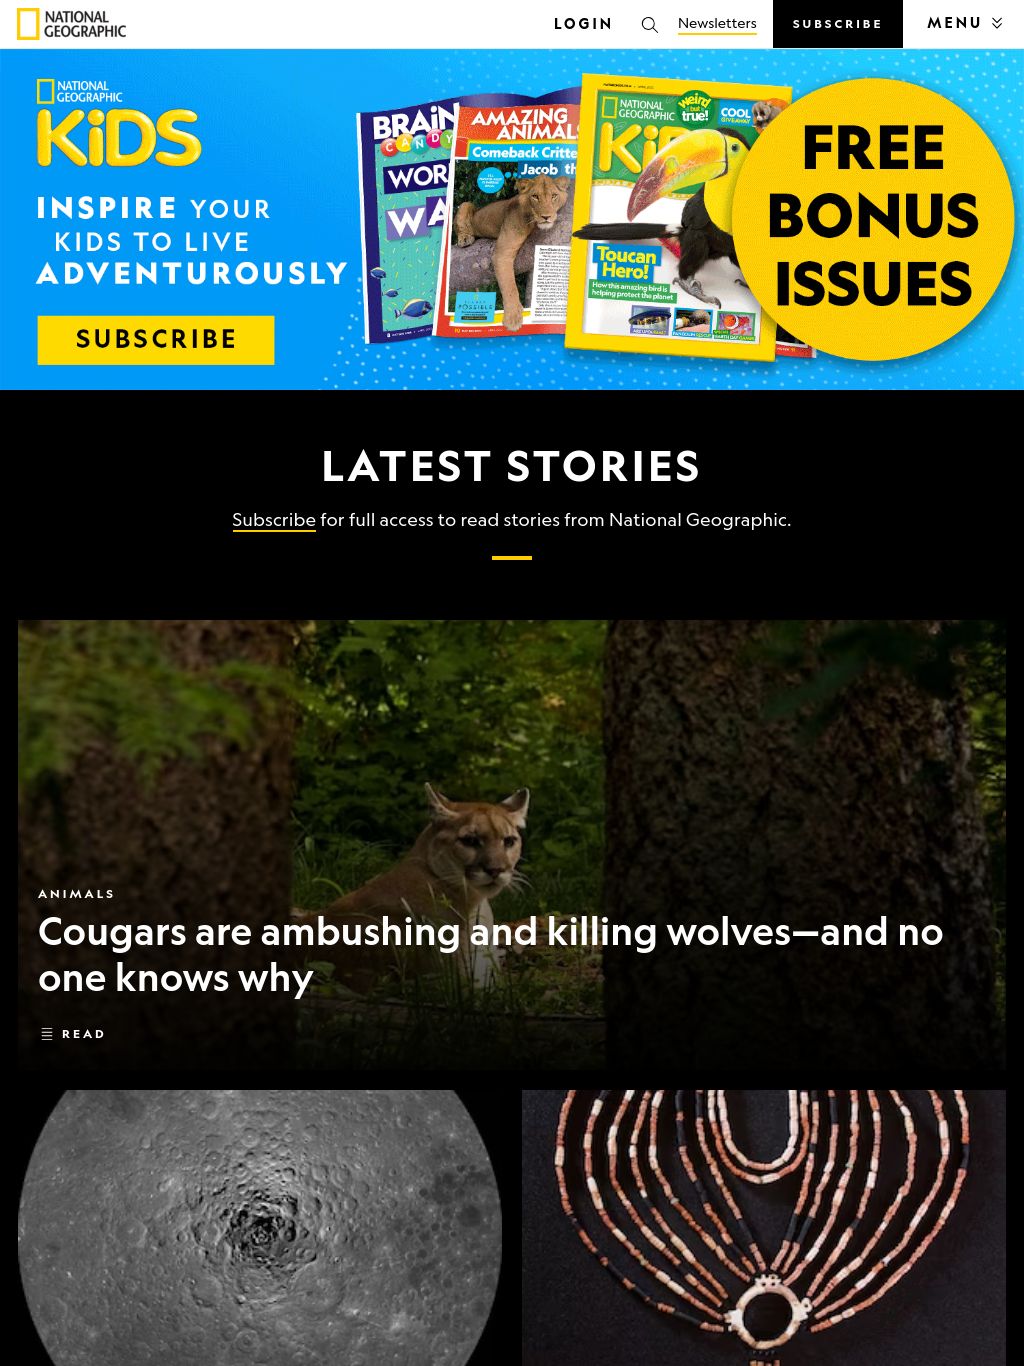 NATIONAL
GEOGRAPHIC
LOGIN
Newsletters
SUBSCRIBE
MENU
NATIONAL
GEOGRAPHIC
KiDS
INSPIRE YOUR
KIDS TO LIVE
ADVENTUROUSLY
SUBSCRIBE
BRAiN
CANDY
AMAZING
ANIMALS
Comeback Critte
Jacob th
NATIONAL
GEOGRAPHIC
Ki
weird
but
true!
COOL
GIVEAWAY
Toucan
Hero!
How this amazing bird is
helping protect the planet
FREE
BONUS
ISSUES
LATEST STORIES
Subscribe for full access to read stories from National Geographic.
ANIMALS
Cougars are ambushing and killing wolves—and no
one knows why
READ